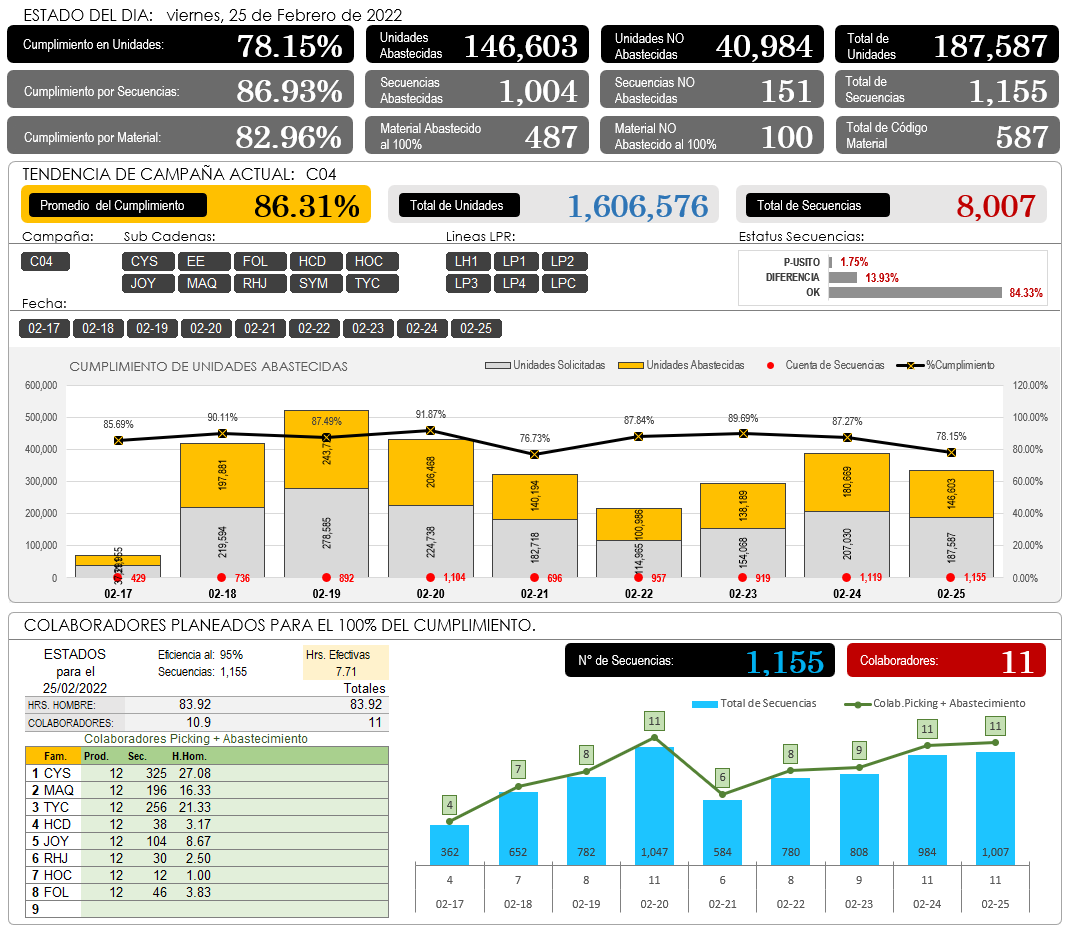 ESTADO DEL DIA: viernes, 25 de Febrero de 2022
Cumplimiento en Unidades: 78.15%
Unidades Abastecidas 146,603
Unidades NO Abastecidas 40,984
Total de Unidades 187,587
Cumplimiento por Secuencias: 86.93%
Secuencias Abastecidas 1,004
Secuencias NO Abastecidas 151
Total de Secuencias 1,155
Cumplimiento por Material: 82.96%
Material Abastecido al 100% 487
Material NO Abastecido al 100% 100
Total de Código Material 587
TENDENCIA DE CAMPAÑA ACTUAL: C04
Promedio del Cumplimiento 86.31%
Total de Unidades 1,606,576
Total de Secuencias 8,007
Campaña: Sub Cadenas: Lineas LPR: Estatus Secuencias:
C04 CYS EE FOL HCD HOC LH1 LP1 LP2
JOY MAQ RHJ SYM TYC LP3 LP4 LPC
P-USITO 1.75%
DIFERENCIA 13.93%
OK 84.33%
Fecha:
02-17 02-18 02-19 02-20 02-21 02-22 02-23 02-24 02-25
CUMPLIMIENTO DE UNIDADES ABASTECIDAS
Unidades Solicitadas Unidades Abastecidas Cuenta de Secuencias %Cumplimiento
600,000 120.00%
500,000 100.00%
400,000 80.00%
300,000 60.00%
200,000 40.00%
100,000 20.00%
0 0.00%
85.69% 90.11% 87.49% 91.87% 76.73% 87.84% 89.69% 87.27% 78.15%
197,881 206,468 140,194 100,986 138,189 180,669 146,603
219,594 278,585 224,738 182,718 114,965 154,068 207,030 187,587
429 736 892 1,104 696 957 919 1,119 1,155
02-17 02-18 02-19 02-20 02-21 02-22 02-23 02-24 02-25
COLABORADORES PLANEADOS PARA EL 100% DEL CUMPLIMIENTO.
ESTADOS para el 25/02/2022
Eficiencia al: 95%
Secuencias: 1,155
Hrs. Efectivas
7.71
Totales
HRS. HOMBRE: 83.92 83.92
COLABORADORES: 10.9 11
Colaboradores Picking + Abastecimiento
Fam. Prod. Sec. H.Hom.
1 CYS 12 325 27.08
2 MAQ 12 196 16.33
3 TYC 12 256 21.33
4 HCD 12 38 3.17
5 JOY 12 104 8.67
6 RHJ 12 30 2.50
7 HOC 12 12 1.00
8 FOL 12 46 3.83
9
N° de Secuencias: 1,155
Colaboradores: 11
Total de Secuencias Colab.Picking + Abastecimiento
4 7 8 11 6 8 9 11 11
362 652 782 1,047 584 780 808 984 1,007
4 7 8 11 6 8 9 11 11
02-17 02-18 02-19 02-20 02-21 02-22 02-23 02-24 02-25